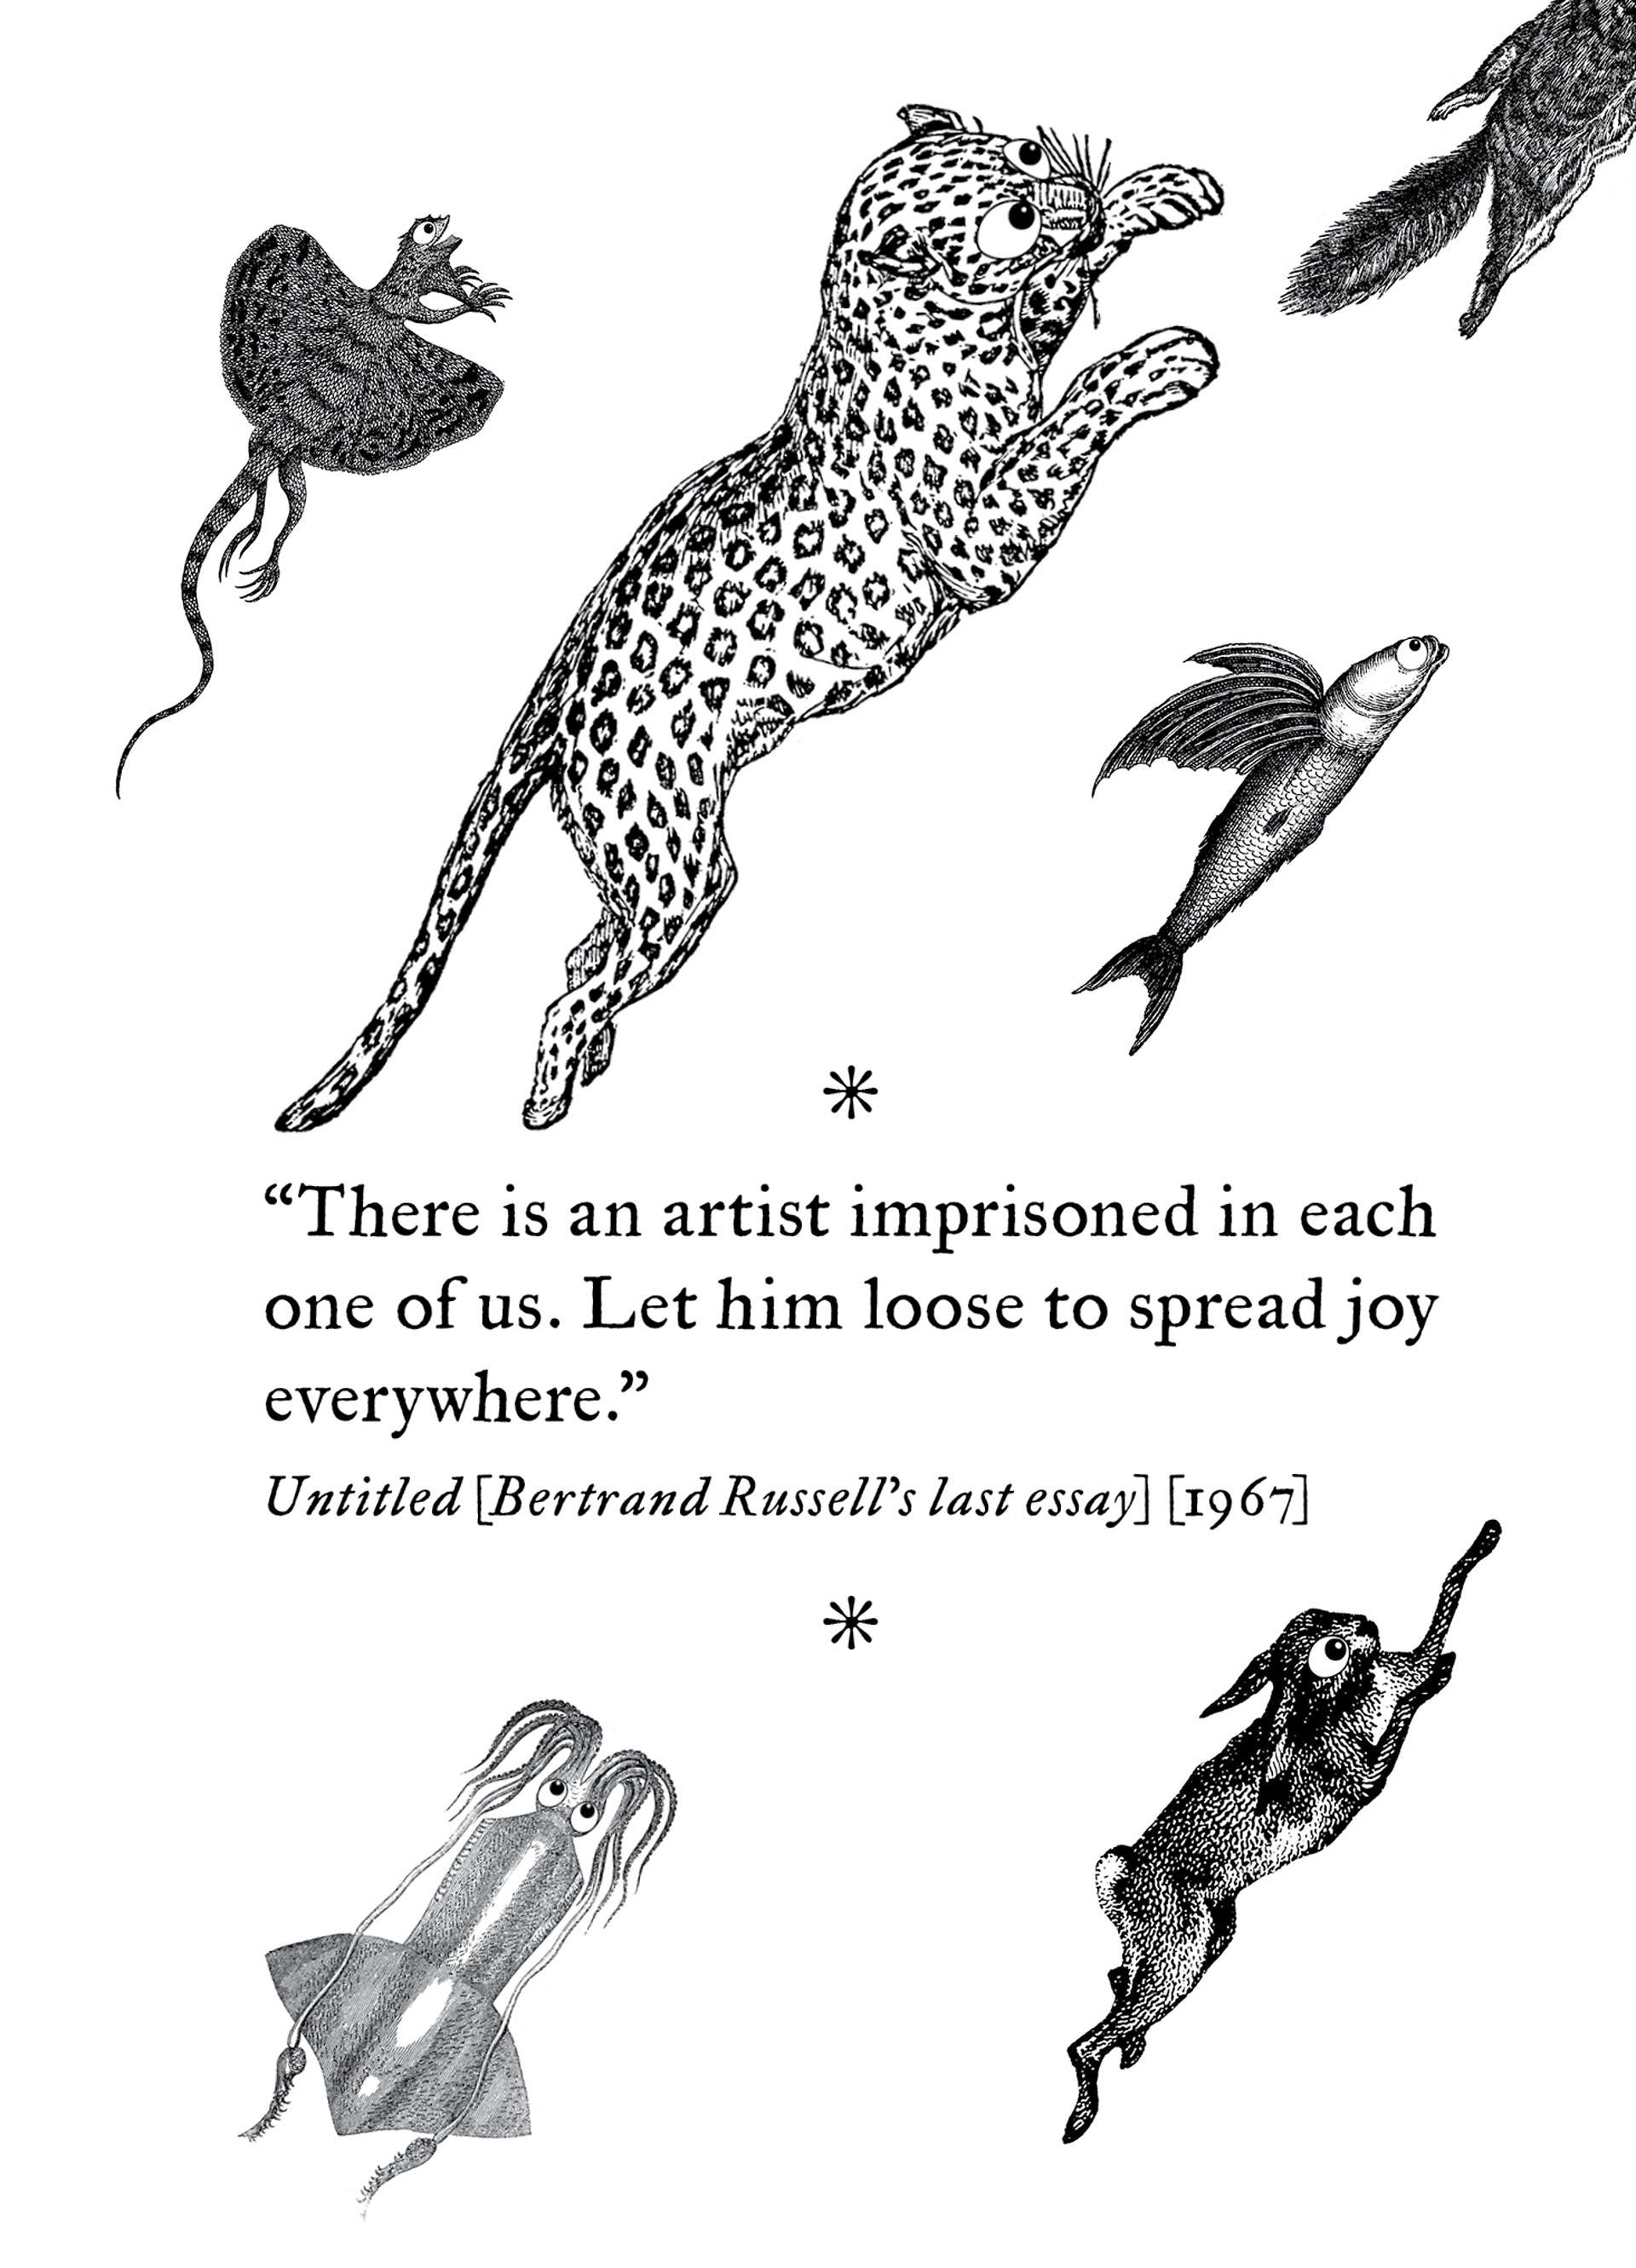 “There is an artist imprisoned in each
one of us. Let him loose to spread joy
everywhere.”
Untitled [Bertrand Russell’s last essay] [1967]